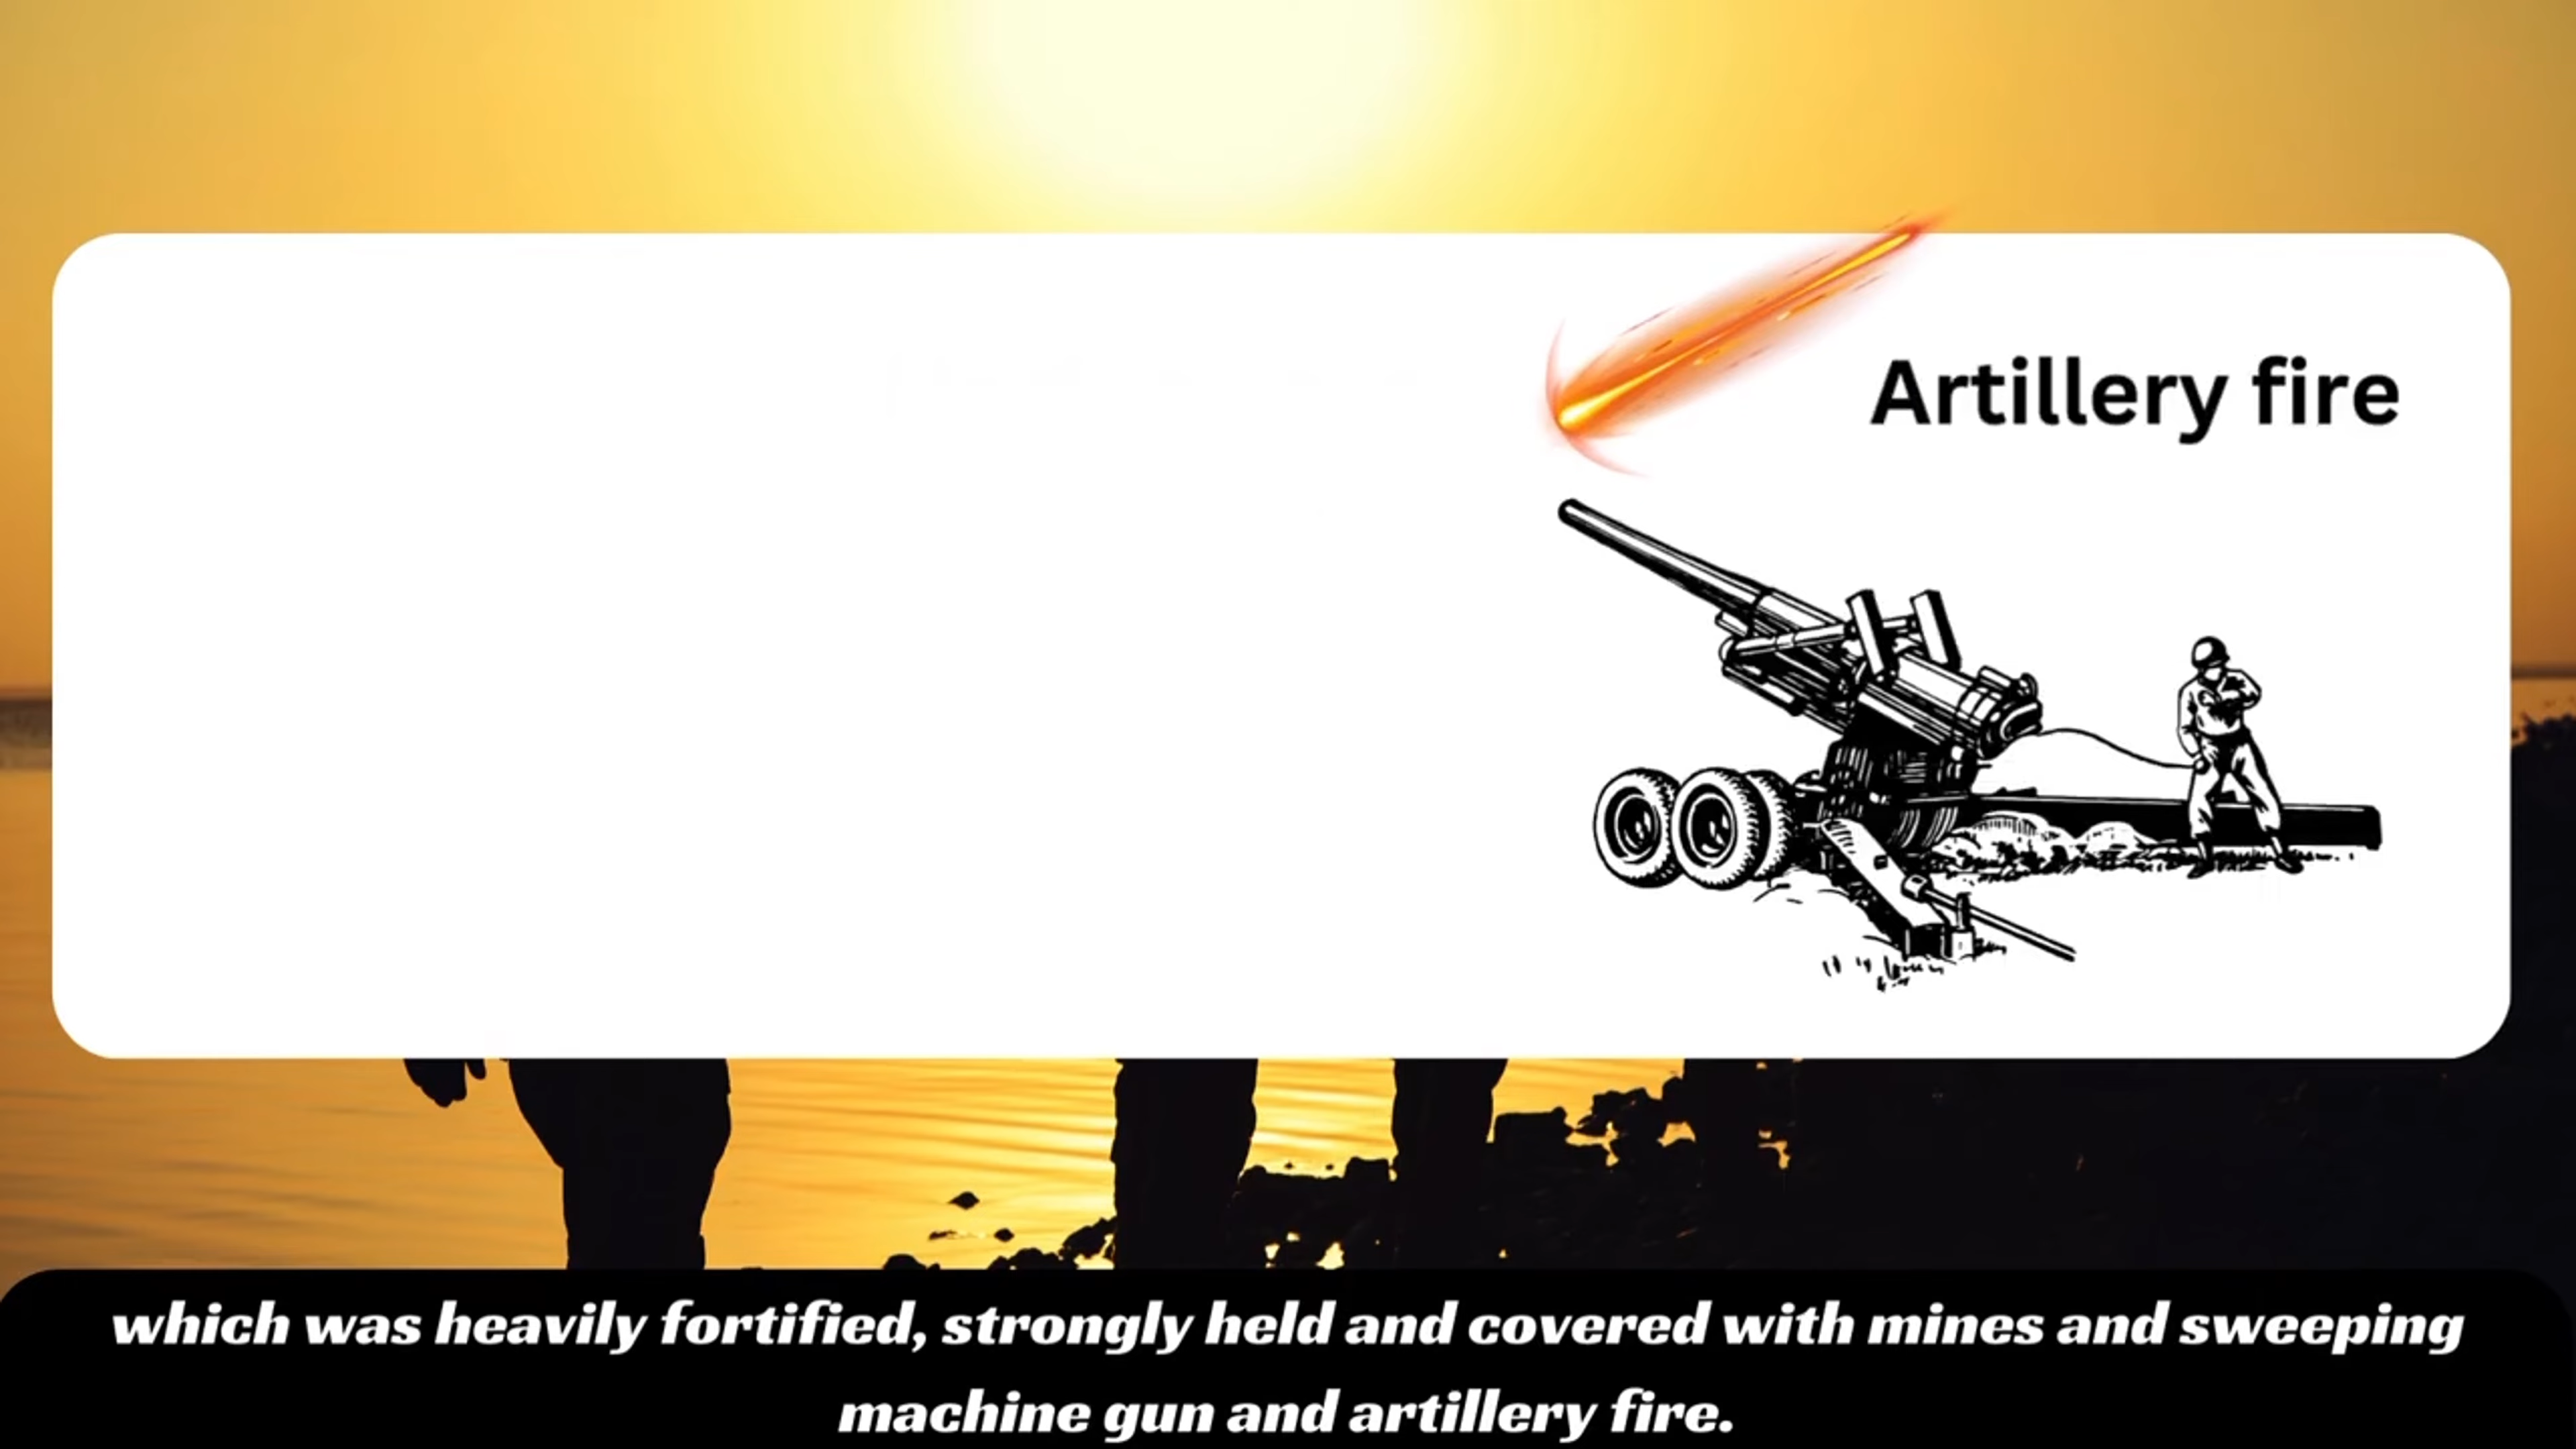 Artillery fire
which was heavily fortified, strongly held and covered with mines and sweeping
machine gun and artillery fire.